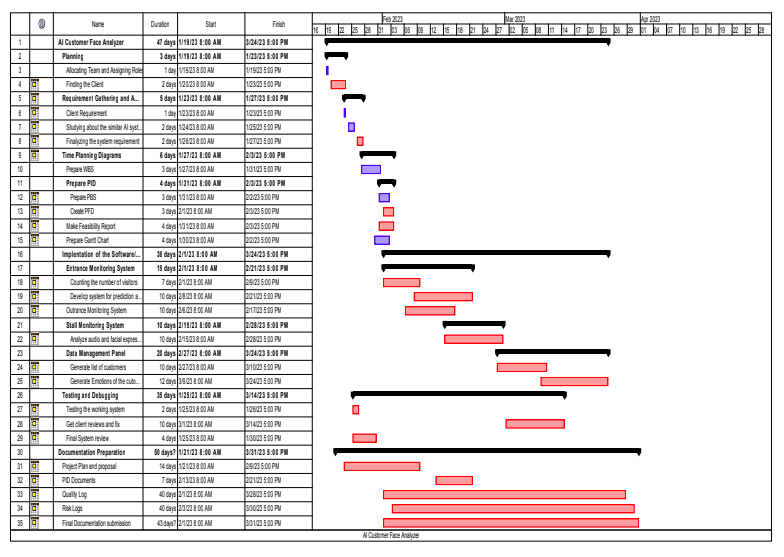 Name Duration Start Finish Feb 2023 Mar 2023 Apr 2023
16 19 22 25 28 31 03 06 09 12 15 18 21 24 27 02 05 08 11 14 17 20 23 26 29 01 04 07 10 13 16 19 22 25 28
1 AI Customer Face Analyzer 47 days 1/19/23 8:00 AM 3/24/23 5:00 PM
2 Planning 3 days 1/19/23 8:00 AM 1/23/23 5:00 PM
3 Allocating Team and Assigning Roles 1 day 1/19/23 8:00 AM 1/19/23 5:00 PM
4 Finding the Client 2 days 1/20/23 8:00 AM 1/23/23 5:00 PM
5 Requirement Gathering and A... 5 days 1/23/23 8:00 AM 1/27/23 5:00 PM
6 Client Requirement 1 day 1/23/23 8:00 AM 1/23/23 5:00 PM
7 Studying about the similar AI syst... 2 days 1/24/23 8:00 AM 1/25/23 5:00 PM
8 Finalizying the system requirement 2 days 1/26/23 8:00 AM 1/27/23 5:00 PM
9 Time Planning Diagrams 6 days 1/27/23 8:00 AM 2/3/23 5:00 PM
10 Prepare WBS 3 days 1/27/23 8:00 AM 1/31/23 5:00 PM
11 Prepare PID 4 days 1/31/23 8:00 AM 2/3/23 5:00 PM
12 Prepare PBS 3 days 1/31/23 8:00 AM 2/2/23 5:00 PM
13 Create PFD 3 days 2/1/23 8:00 AM 2/3/23 5:00 PM
14 Make Feasibility Report 4 days 1/31/23 8:00 AM 2/3/23 5:00 PM
15 Prepare Gantt Chart 4 days 1/30/23 8:00 AM 2/2/23 5:00 PM
16 Implentation of the Software/... 38 days 2/1/23 8:00 AM 3/24/23 5:00 PM
17 Entrance Monitoring System 15 days 2/1/23 8:00 AM 2/21/23 5:00 PM
18 Counting the number of visitors 7 days 2/1/23 8:00 AM 2/9/23 5:00 PM
19 Develop system for prediction a... 10 days 2/8/23 8:00 AM 2/21/23 5:00 PM
20 Outrance Monitoring System 10 days 2/6/23 8:00 AM 2/17/23 5:00 PM
21 Stall Monitoring System 10 days 2/15/23 8:00 AM 2/28/23 5:00 PM
22 Analyze audio and facial expres... 10 days 2/15/23 8:00 AM 2/28/23 5:00 PM
23 Data Management Panel 20 days 2/27/23 8:00 AM 3/24/23 5:00 PM
24 Generate list of customers 10 days 2/27/23 8:00 AM 3/10/23 5:00 PM
25 Generate Emotions of the cuto... 12 days 3/9/23 8:00 AM 3/24/23 5:00 PM
26 Testing and Debugging 35 days 1/25/23 8:00 AM 3/14/23 5:00 PM
27 Testing the working system 2 days 1/25/23 8:00 AM 1/26/23 5:00 PM
28 Get client reviews and fix 10 days 3/1/23 8:00 AM 3/14/23 5:00 PM
29 Final System review 4 days 1/25/23 8:00 AM 1/30/23 5:00 PM
30 Documentation Preparation 50 days? 1/21/23 8:00 AM 3/31/23 5:00 PM
31 Project Plan and proposal 14 days 1/21/23 8:00 AM 2/9/23 5:00 PM
32 PID Documents 7 days 2/13/23 8:00 AM 2/21/23 5:00 PM
33 Quality Log 40 days 2/1/23 8:00 AM 3/28/23 5:00 PM
34 Risk Logs 40 days 2/3/23 8:00 AM 3/30/23 5:00 PM
35 Final Documentation submission 43 days? 2/1/23 8:00 AM 3/31/23 5:00 PM
AI Customer Face Analyzer